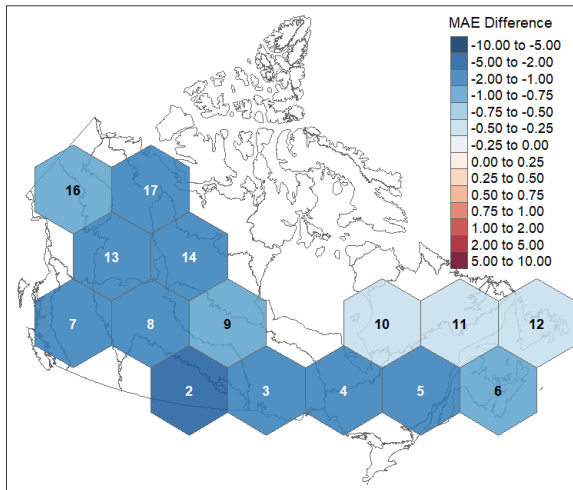 MAE Difference
-10.00 to -5.00
-5.00 to -2.00
-2.00 to -1.00
-1.00 to -0.75
-0.75 to -0.50
-0.50 to -0.25
-0.25 to 0.00
0.00 to 0.25
0.25 to 0.50
0.50 to 0.75
0.75 to 1.00
1.00 to 2.00
2.00 to 5.00
5.00 to 10.00
16 17
13 14
7 8 9 10 11 12
2 3 4 5 6